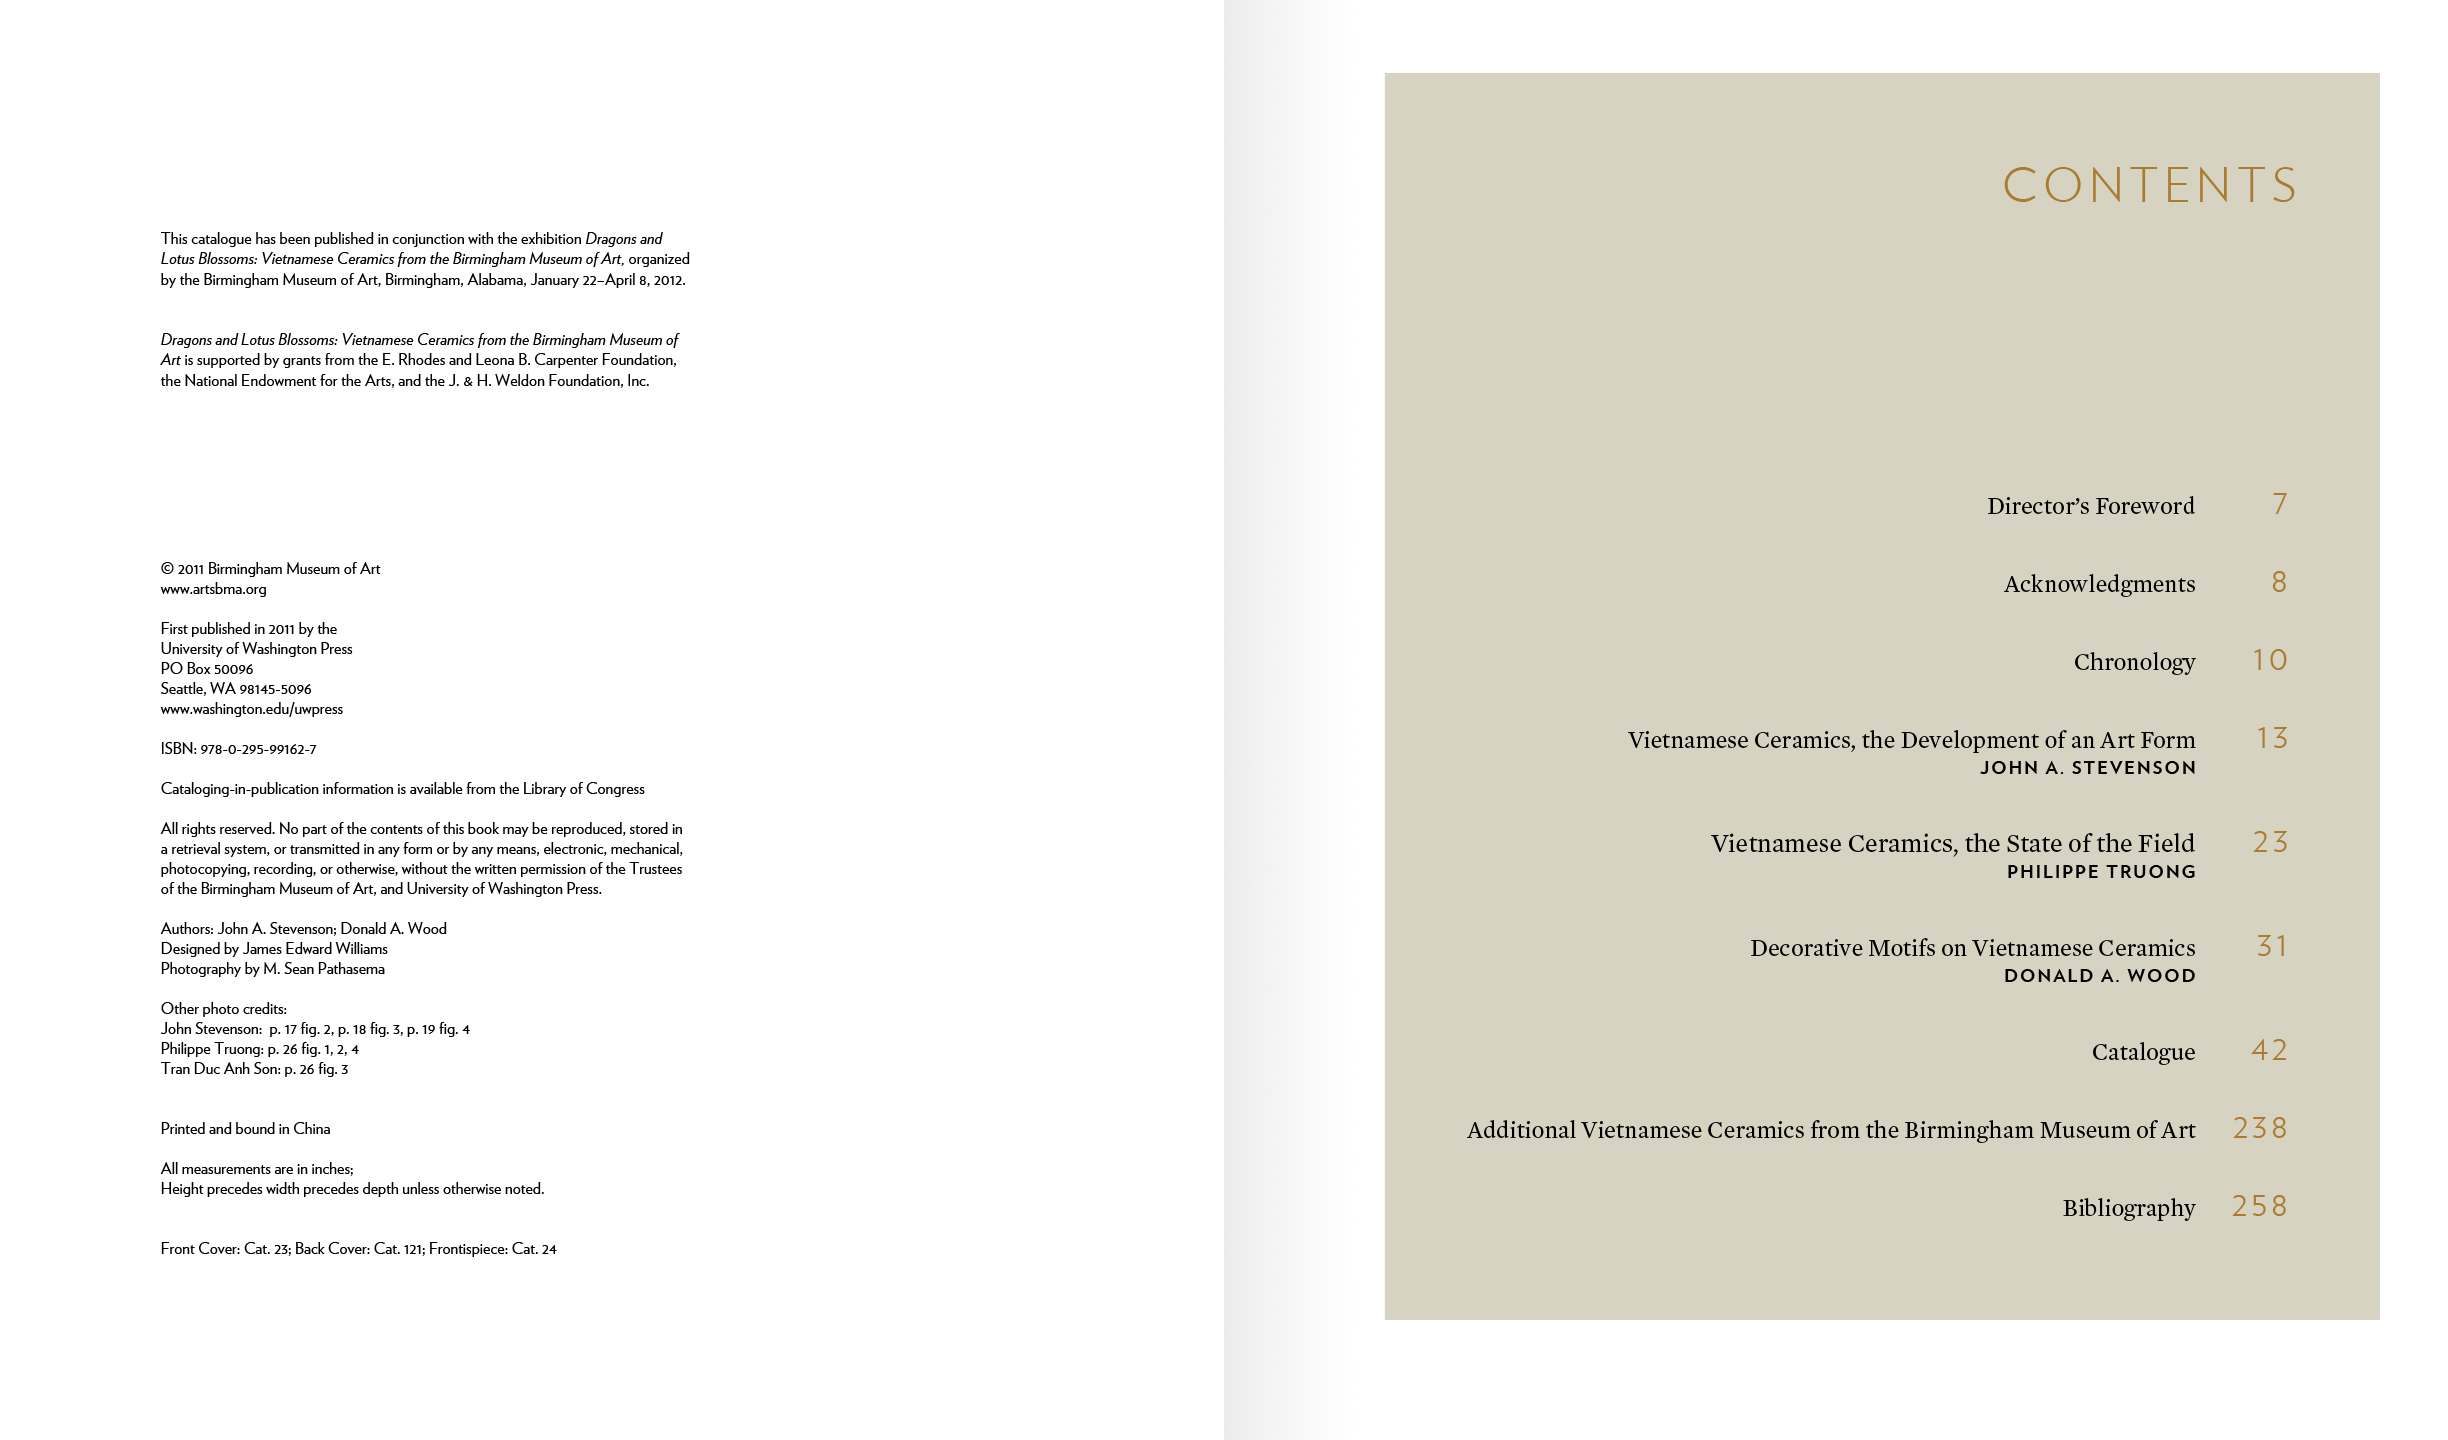 This catalogue has been published in conjunction with the exhibition Dragons and
Lotus Blossoms: Vietnamese Ceramics from the Birmingham Museum of Art, organized
by the Birmingham Museum of Art, Birmingham, Alabama, January 22–April 8, 2012.
Dragons and Lotus Blossoms: Vietnamese Ceramics from the Birmingham Museum of
Art is supported by grants from the E. Rhodes and Leona B. Carpenter Foundation,
the National Endowment for the Arts, and the J. & H. Weldon Foundation, Inc.
© 2011 Birmingham Museum of Art
www.artsbma.org
First published in 2011 by the
University of Washington Press
PO Box 50096
Seattle, WA 98145-5096
www.washington.edu/uwpress
ISBN: 978-0-295-99162-7
Cataloging-in-publication information is available from the Library of Congress
All rights reserved. No part of the contents of this book may be reproduced, stored in
a retrieval system, or transmitted in any form or by any means, electronic, mechanical,
photocopying, recording, or otherwise, without the written permission of the Trustees
of the Birmingham Museum of Art, and University of Washington Press.
Authors: John A. Stevenson; Donald A. Wood
Designed by James Edward Williams
Photography by M. Sean Pathasema
Other photo credits:
John Stevenson: p. 17 fig. 2, p. 18 fig. 3, p. 19 fig. 4
Philippe Truong: p. 26 fig. 1, 2, 4
Tran Duc Anh Son: p. 26 fig. 3
Printed and bound in China
All measurements are in inches;
Height precedes width precedes depth unless otherwise noted.
Front Cover: Cat. 23; Back Cover: Cat. 121; Frontispiece: Cat. 24
CONTENTS
Director’s Foreword 7
Acknowledgments 8
Chronology 10
Vietnamese Ceramics, the Development of an Art Form 13
JOHN A. STEVENSON
Vietnamese Ceramics, the State of the Field 23
PHILIPPE TRUONG
Decorative Motifs on Vietnamese Ceramics 31
DONALD A. WOOD
Catalogue 42
Additional Vietnamese Ceramics from the Birmingham Museum of Art 238
Bibliography 258